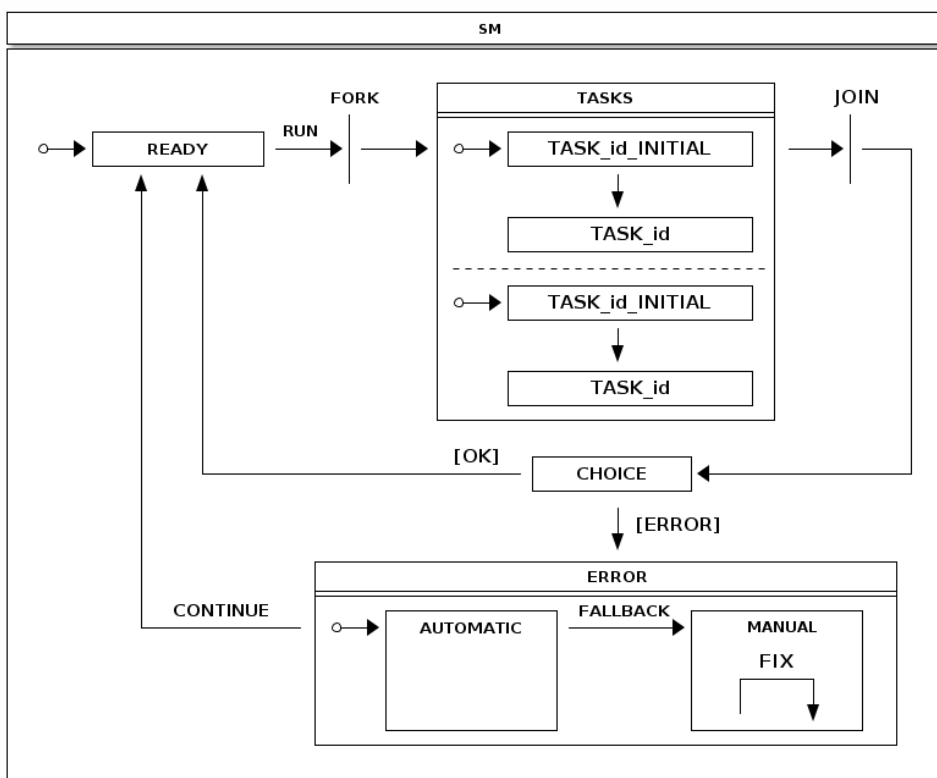 SM
FORK
TASKS
JOIN
RUN
READY
TASK_id_INITIAL
TASK_id
TASK_id_INITIAL
TASK_id
[OK]
CHOICE
[ERROR]
ERROR
CONTINUE
AUTOMATIC
FALLBACK
MANUAL
FIX